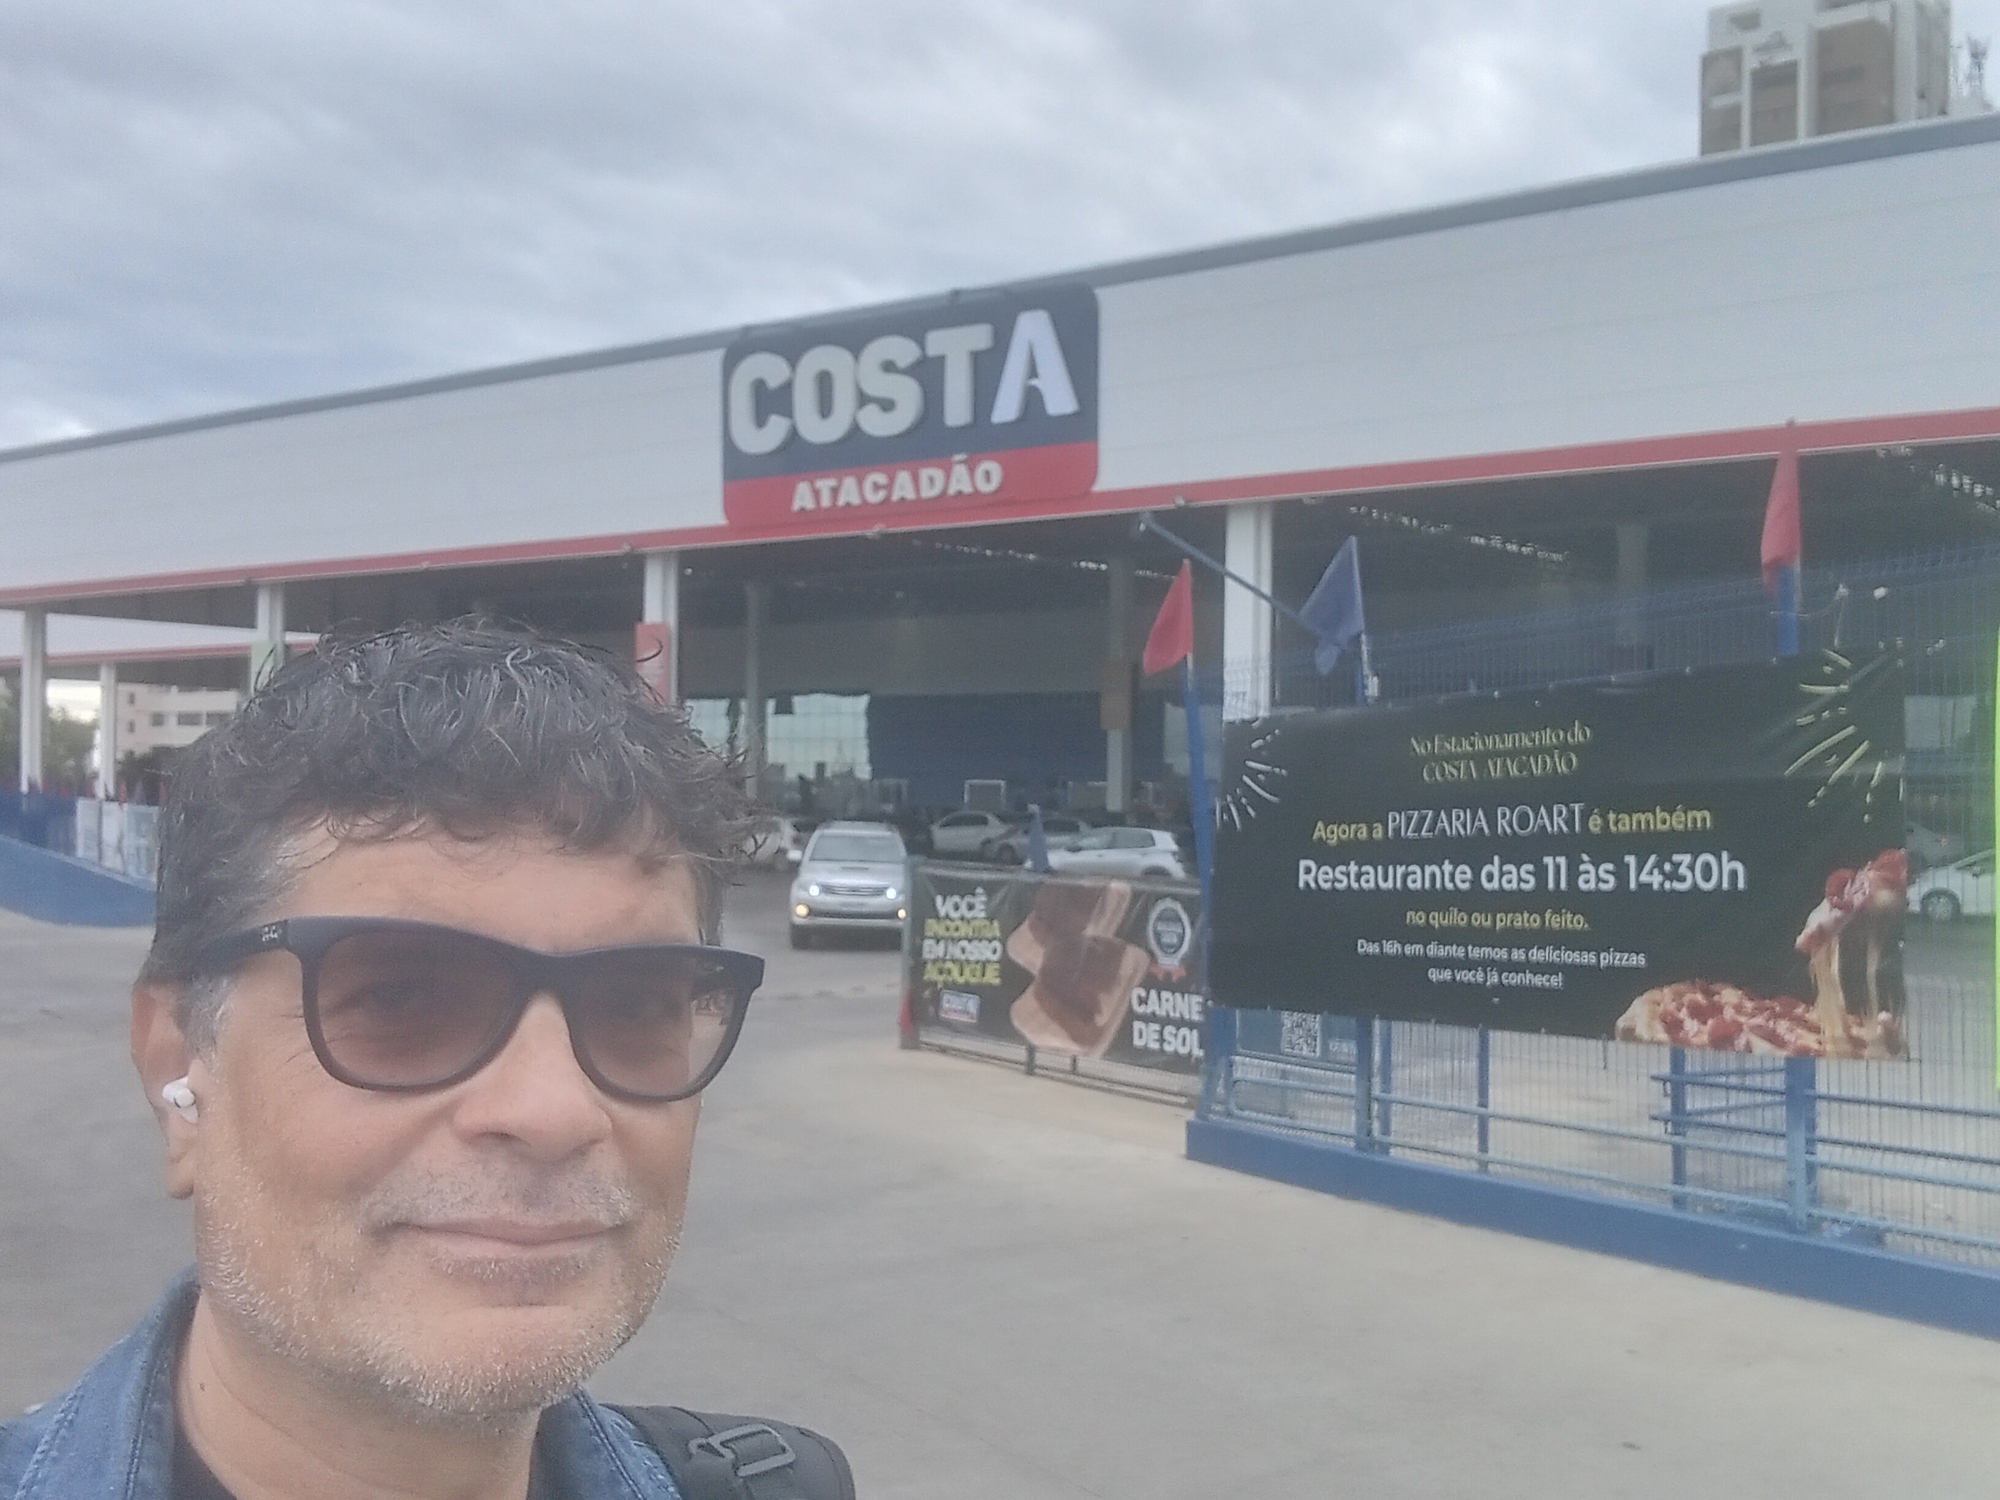 COSTA
ATACADÃO
No Estacionamento do
COSTA ATACADÃO
Agora a PIZZARIA ROART é também
Restaurante das 11 às 14:30h
no quilo ou prato feito.
Das 16h em diante temos as deliciosas pizzas
que você já conhece!
VOCÊ
ENCONTRA
EM NOSSO
AÇOUGUE
COSTA
CARNE
DE SOL